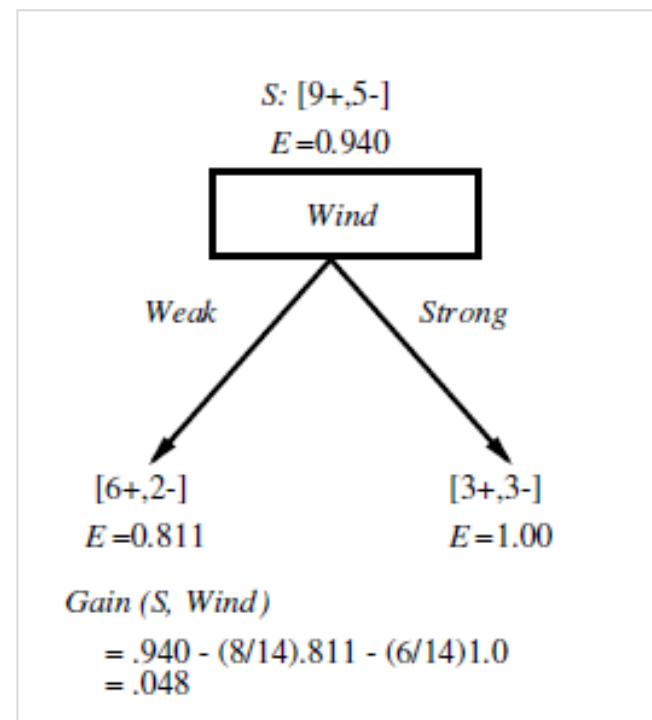 S: [9+,5-]
E=0.940
Wind
Weak
Strong
[6+,2-]
[3+,3-]
E=0.811
E=1.00
Gain (S, Wind)
= .940 - (8/14).811 - (6/14)1.0
= .048